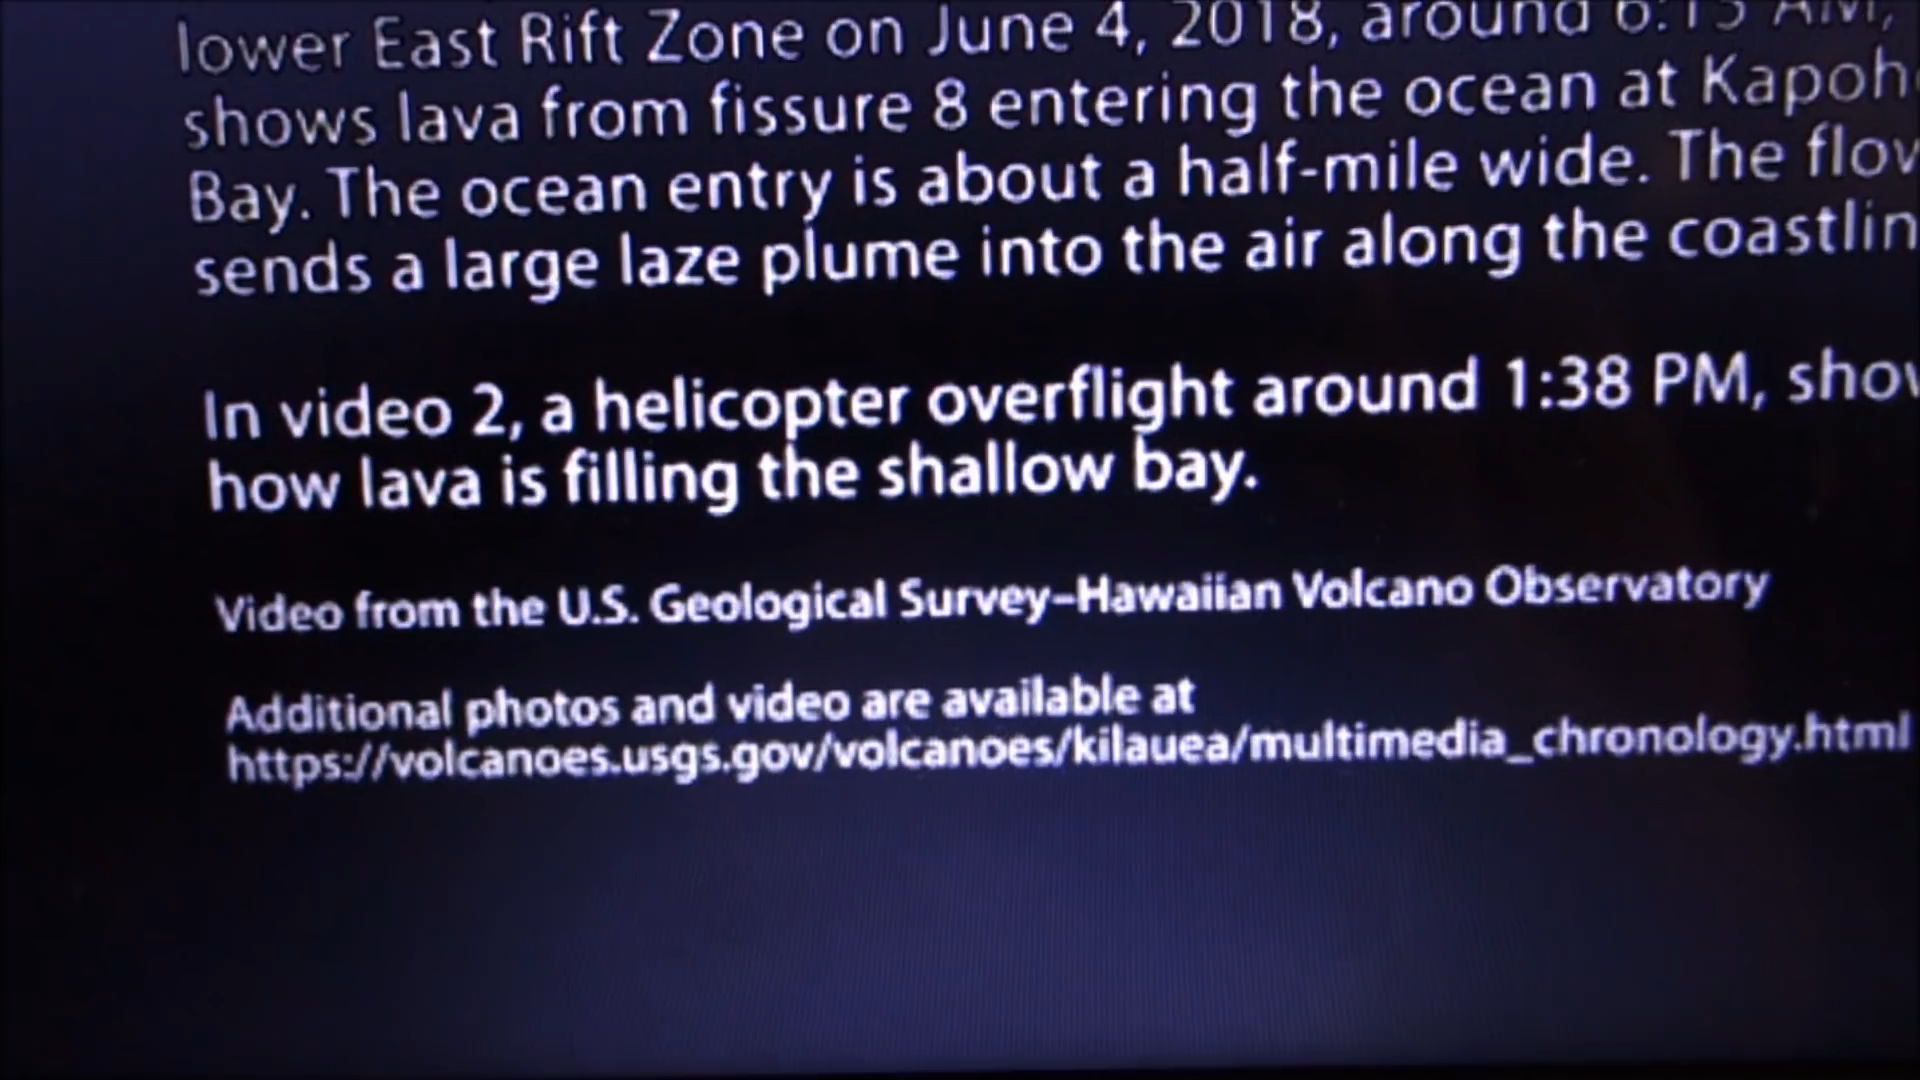 lower East Rift Zone on June 4, 2018, around 6:15 AM,
shows lava from fissure 8 entering the ocean at
Bay. The ocean entry is about a half-mile wide. The
sends a large laze plume into the air along the
In video 2, a helicopter overflight around 1:38 PM,
how lava is filling the shallow bay.
Video from the U.S. Geological Survey–Hawaiian Volcano Observatory
Additional photos and video are available at
https://volcanoes.usgs.gov/volcanoes/kilauea/multimedia_chronology.html